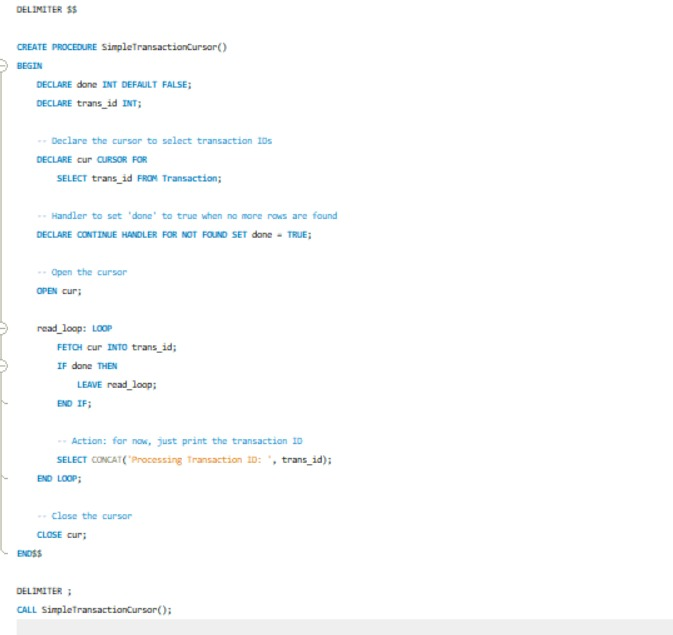 DELIMITER $$
CREATE PROCEDURE SimpleTransactionCursor()
BEGIN
DECLARE done INT DEFAULT FALSE;
DECLARE trans_id INT;
-- Declare the cursor to select transaction IDs
DECLARE cur CURSOR FOR
SELECT trans_id FROM Transaction;
-- Handler to set 'done' to true when no more rows are found
DECLARE CONTINUE HANDLER FOR NOT FOUND SET done = TRUE;
-- Open the cursor
OPEN cur;
read_loop: LOOP
FETCH cur INTO trans_id;
IF done THEN
LEAVE read_loop;
END IF;
-- Action: for now, just print the transaction ID
SELECT CONCAT('Processing Transaction ID: ', trans_id);
END LOOP;
-- Close the cursor
CLOSE cur;
END$$
DELIMITER ;
CALL SimpleTransactionCursor();